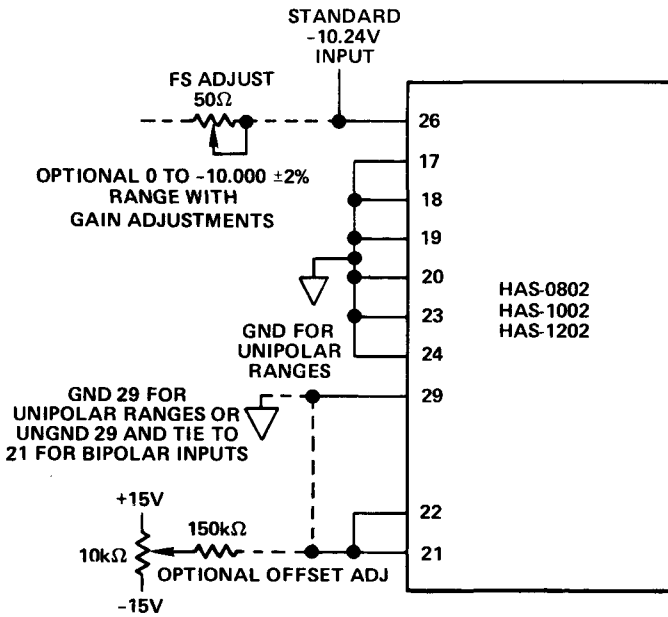 STANDARD
-10.24V
INPUT
FS ADJUST
50Ω
OPTIONAL 0 TO -10.000 ±2%
RANGE WITH
GAIN ADJUSTMENTS
26
17
18
19
20
23
24
29
22
21
HAS-0802
HAS-1002
HAS-1202
GND FOR
UNIPOLAR
RANGES
GND 29 FOR
UNIPOLAR RANGES OR
UNGND 29 AND TIE TO
21 FOR BIPOLAR INPUTS
+15V
150kΩ
10kΩ
OPTIONAL OFFSET ADJ
-15V